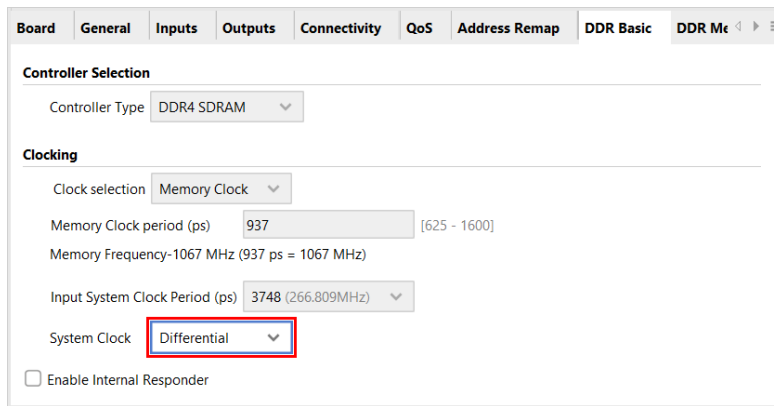 Board General Inputs Outputs Connectivity QoS Address Remap DDR Basic DDR Me
Controller Selection
Controller Type DDR4 SDRAM
Clocking
Clock selection Memory Clock
Memory Clock period (ps) 937 [625 - 1600]
Memory Frequency-1067 MHz (937 ps = 1067 MHz)
Input System Clock Period (ps) 3748 (266.809MHz)
System Clock Differential
Enable Internal Responder